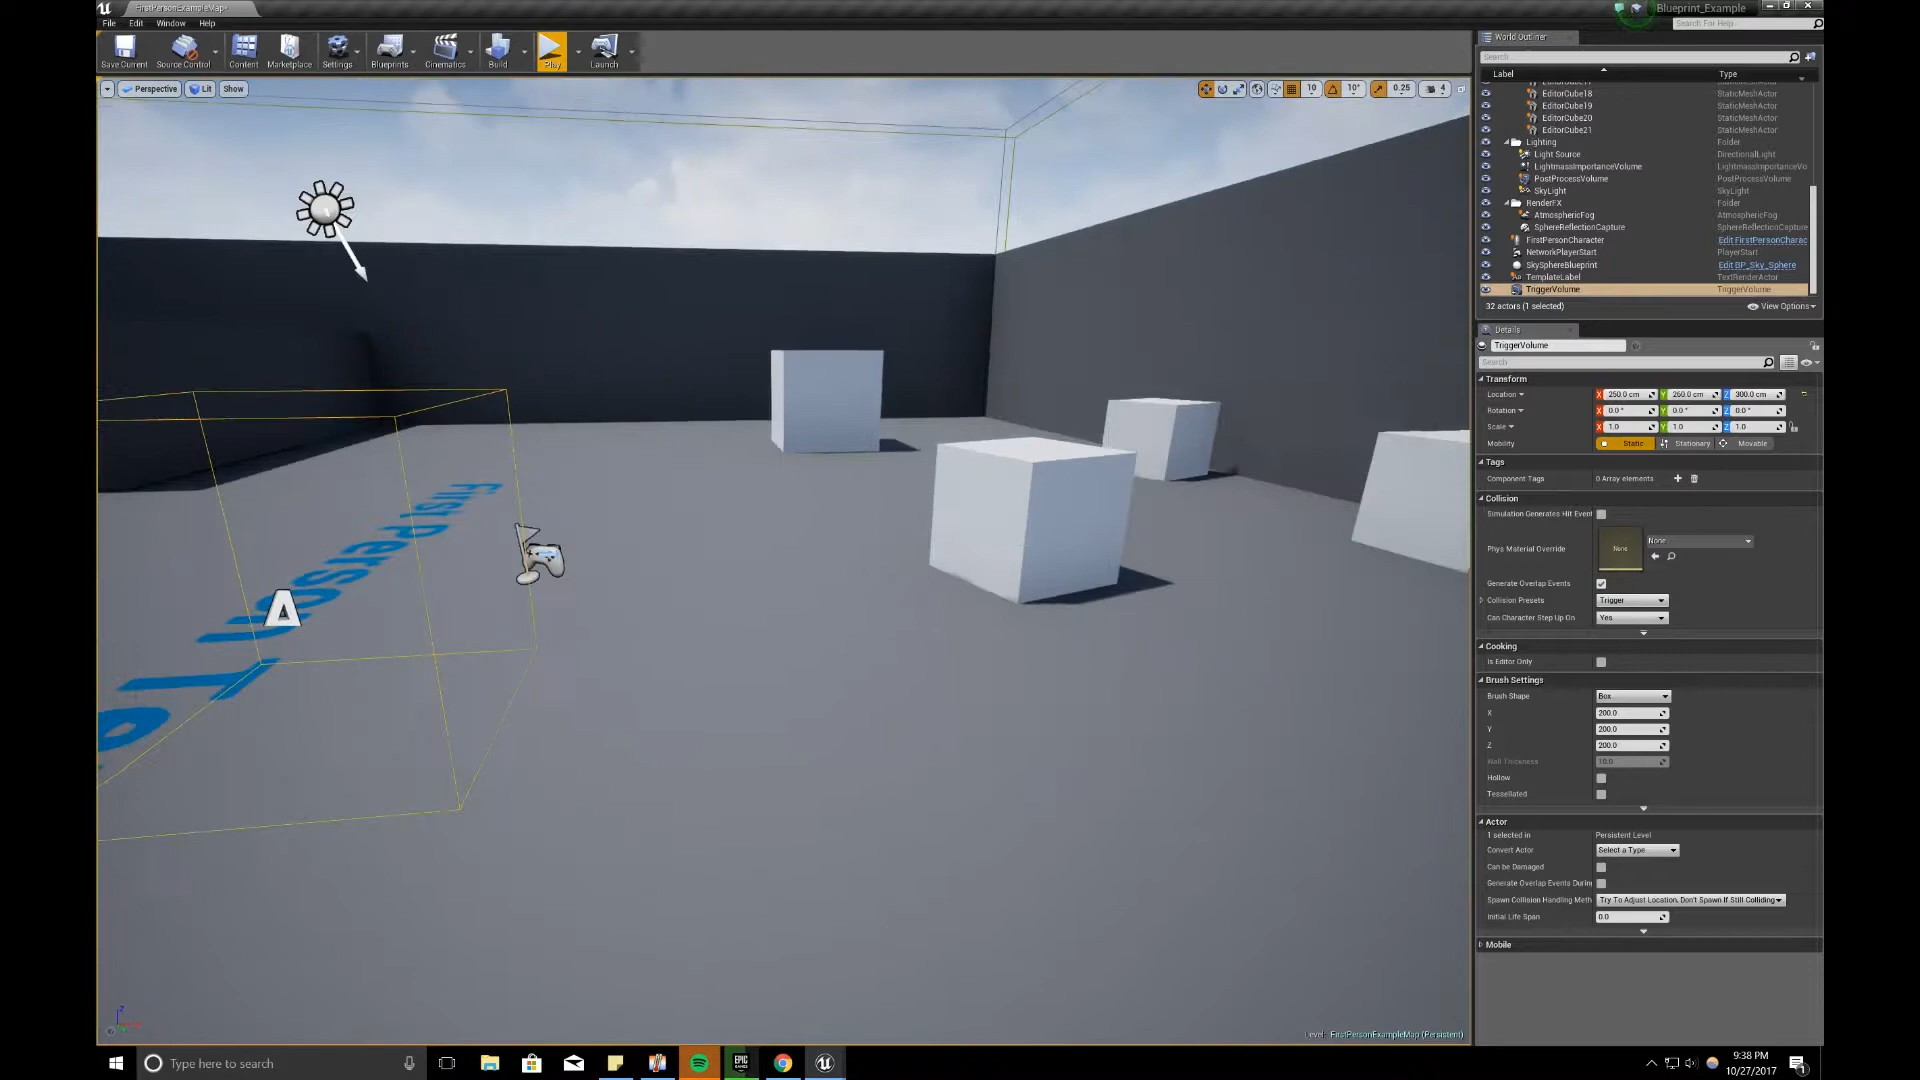 FirstPersonExampleMap*
Blueprint_Example
File Edit Window Help
Search For Help
Save Current Source Control Content Marketplace Settings Blueprints Cinematics Build Play Launch
Perspective Lit Show
10 10° 0.25 4
World Outliner
Search...
Label Type
EditorCube18 StaticMeshActor
EditorCube19 StaticMeshActor
EditorCube20 StaticMeshActor
EditorCube21 StaticMeshActor
Lighting Folder
Light Source DirectionalLight
LightmassImportanceVolume LightmassImportanceVo
PostProcessVolume PostProcessVolume
SkyLight SkyLight
RenderFX Folder
AtmosphericFog AtmosphericFog
SphereReflectionCapture SphereReflectionCapture
FirstPersonCharacter Edit FirstPersonCharac
NetworkPlayerStart PlayerStart
SkySphereBlueprint Edit BP_Sky_Sphere
TemplateLabel TextRenderActor
TriggerVolume TriggerVolume
32 actors (1 selected) View Options
Details
TriggerVolume
Search
Transform
Location X 250.0 cm Y 260.0 cm Z 300.0 cm
Rotation X 0.0 ° Y 0.0 ° Z 0.0 °
Scale X 1.0 Y 1.0 Z 1.0
Mobility Static Stationary Movable
Tags
Component Tags 0 Array elements
Collision
Simulation Generates Hit Event
Phys Material Override None None
Generate Overlap Events
Collision Presets Trigger
Can Character Step Up On Yes
Cooking
Is Editor Only
Brush Settings
Brush Shape Box
X 200.0
Y 200.0
Z 200.0
Wall Thickness 10.0
Hollow
Tessellated
Actor
1 selected in Persistent Level
Convert Actor Select a Type
Can be Damaged
Generate Overlap Events During
Spawn Collision Handling Meth Try To Adjust Location, Don't Spawn If Still Colliding
Initial Life Span 0.0
Mobile
First Person
A
Level: FirstPersonExampleMap (Persistent)
Type here to search
EPIC GAMES
9:38 PM
10/27/2017